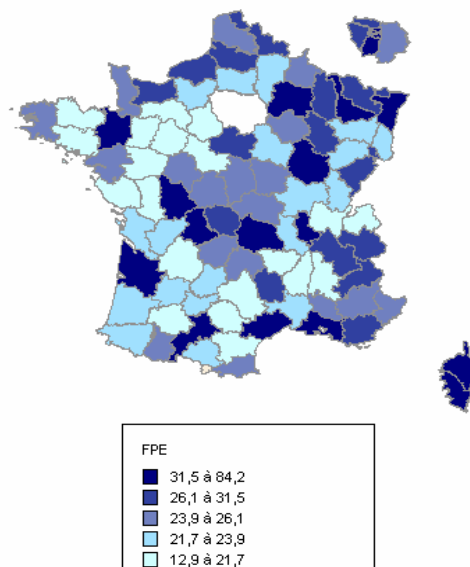 FPE
31,5 à 84,2
26,1 à 31,5
23,9 à 26,1
21,7 à 23,9
12,9 à 21,7